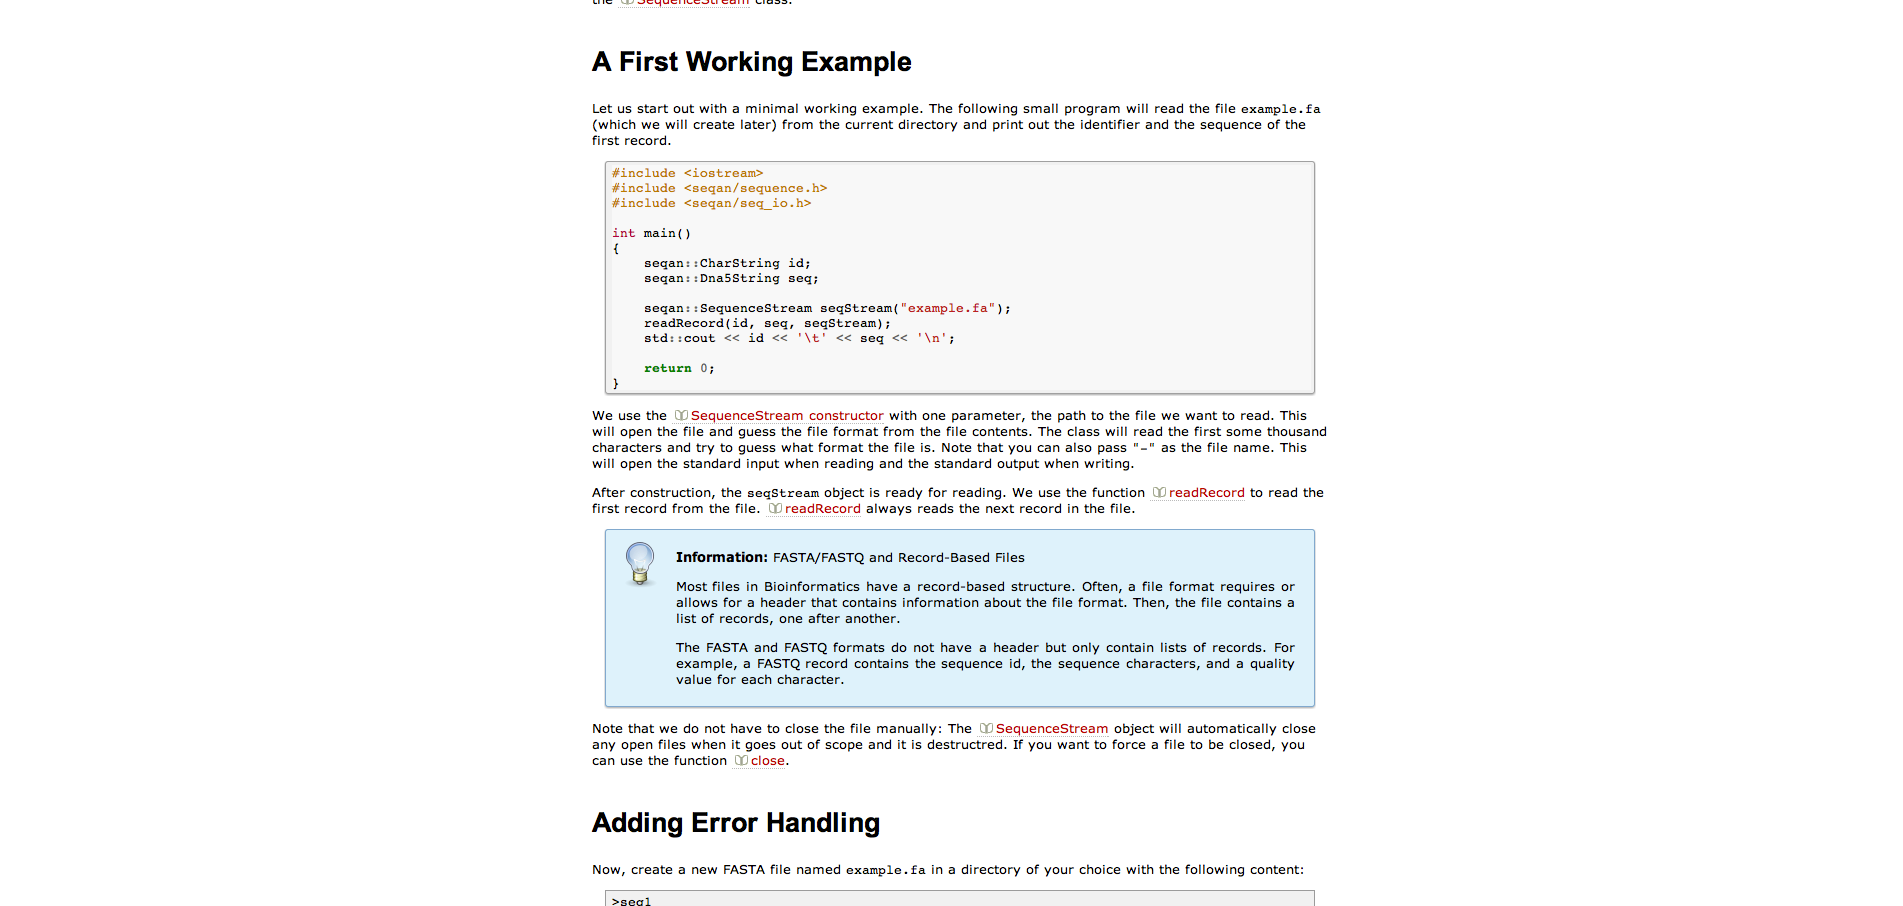 the SequenceStream class.
A First Working Example
Let us start out with a minimal working example. The following small program will read the file example.fa
(which we will create later) from the current directory and print out the identifier and the sequence of the
first record.
#include <iostream>
#include <seqan/sequence.h>
#include <seqan/seq_io.h>
int main()
{
    seqan::CharString id;
    seqan::Dna5String seq;
    seqan::SequenceStream seqStream("example.fa");
    readRecord(id, seq, seqStream);
    std::cout << id << '\t' << seq << '\n';
    return 0;
}
We use the SequenceStream constructor with one parameter, the path to the file we want to read. This
will open the file and guess the file format from the file contents. The class will read the first some thousand
characters and try to guess what format the file is. Note that you can also pass "-" as the file name. This
will open the standard input when reading and the standard output when writing.
After construction, the seqStream object is ready for reading. We use the function readRecord to read the
first record from the file. readRecord always reads the next record in the file.
Information: FASTA/FASTQ and Record-Based Files
Most files in Bioinformatics have a record-based structure. Often, a file format requires or
allows for a header that contains information about the file format. Then, the file contains a
list of records, one after another.
The FASTA and FASTQ formats do not have a header but only contain lists of records. For
example, a FASTQ record contains the sequence id, the sequence characters, and a quality
value for each character.
Note that we do not have to close the file manually: The SequenceStream object will automatically close
any open files when it goes out of scope and it is destructred. If you want to force a file to be closed, you
can use the function close.
Adding Error Handling
Now, create a new FASTA file named example.fa in a directory of your choice with the following content:
>seq1